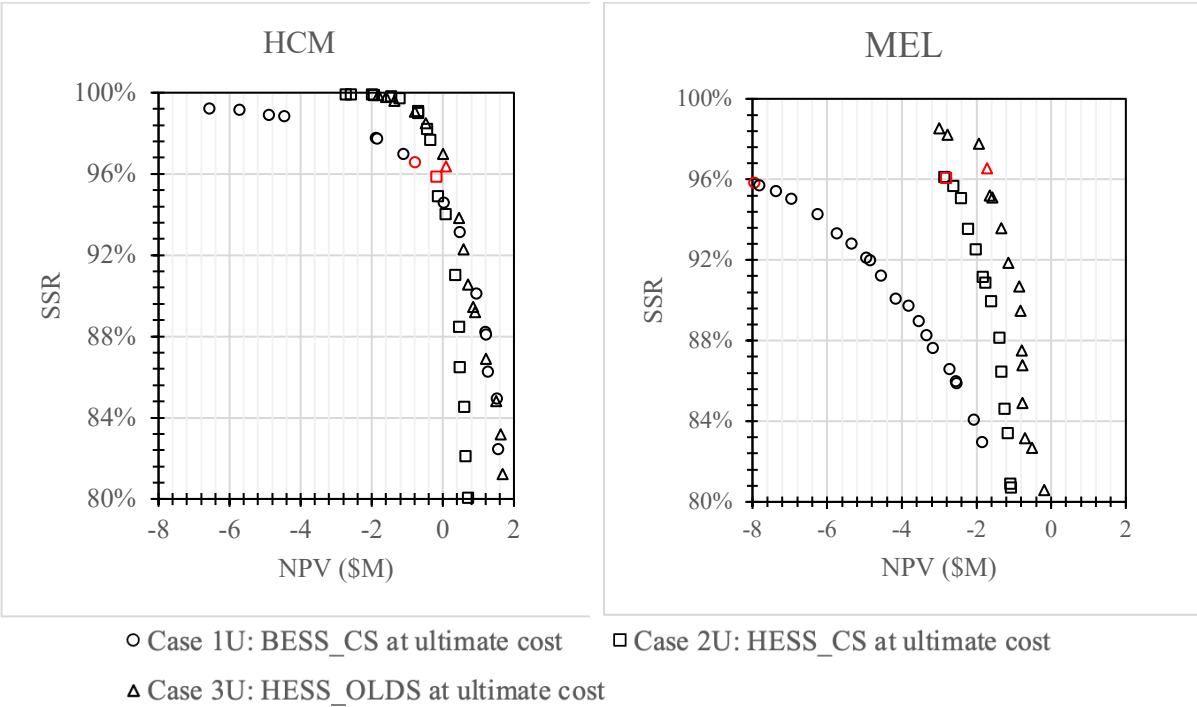 HCM
100%
96%
92%
88%
84%
80%
SSR
-8 -6 -4 -2 0 2
NPV ($M)
MEL
100%
96%
92%
88%
84%
80%
SSR
-8 -6 -4 -2 0 2
NPV ($M)
Case 1U: BESS_CS at ultimate cost
Case 2U: HESS_CS at ultimate cost
Case 3U: HESS_OLDS at ultimate cost